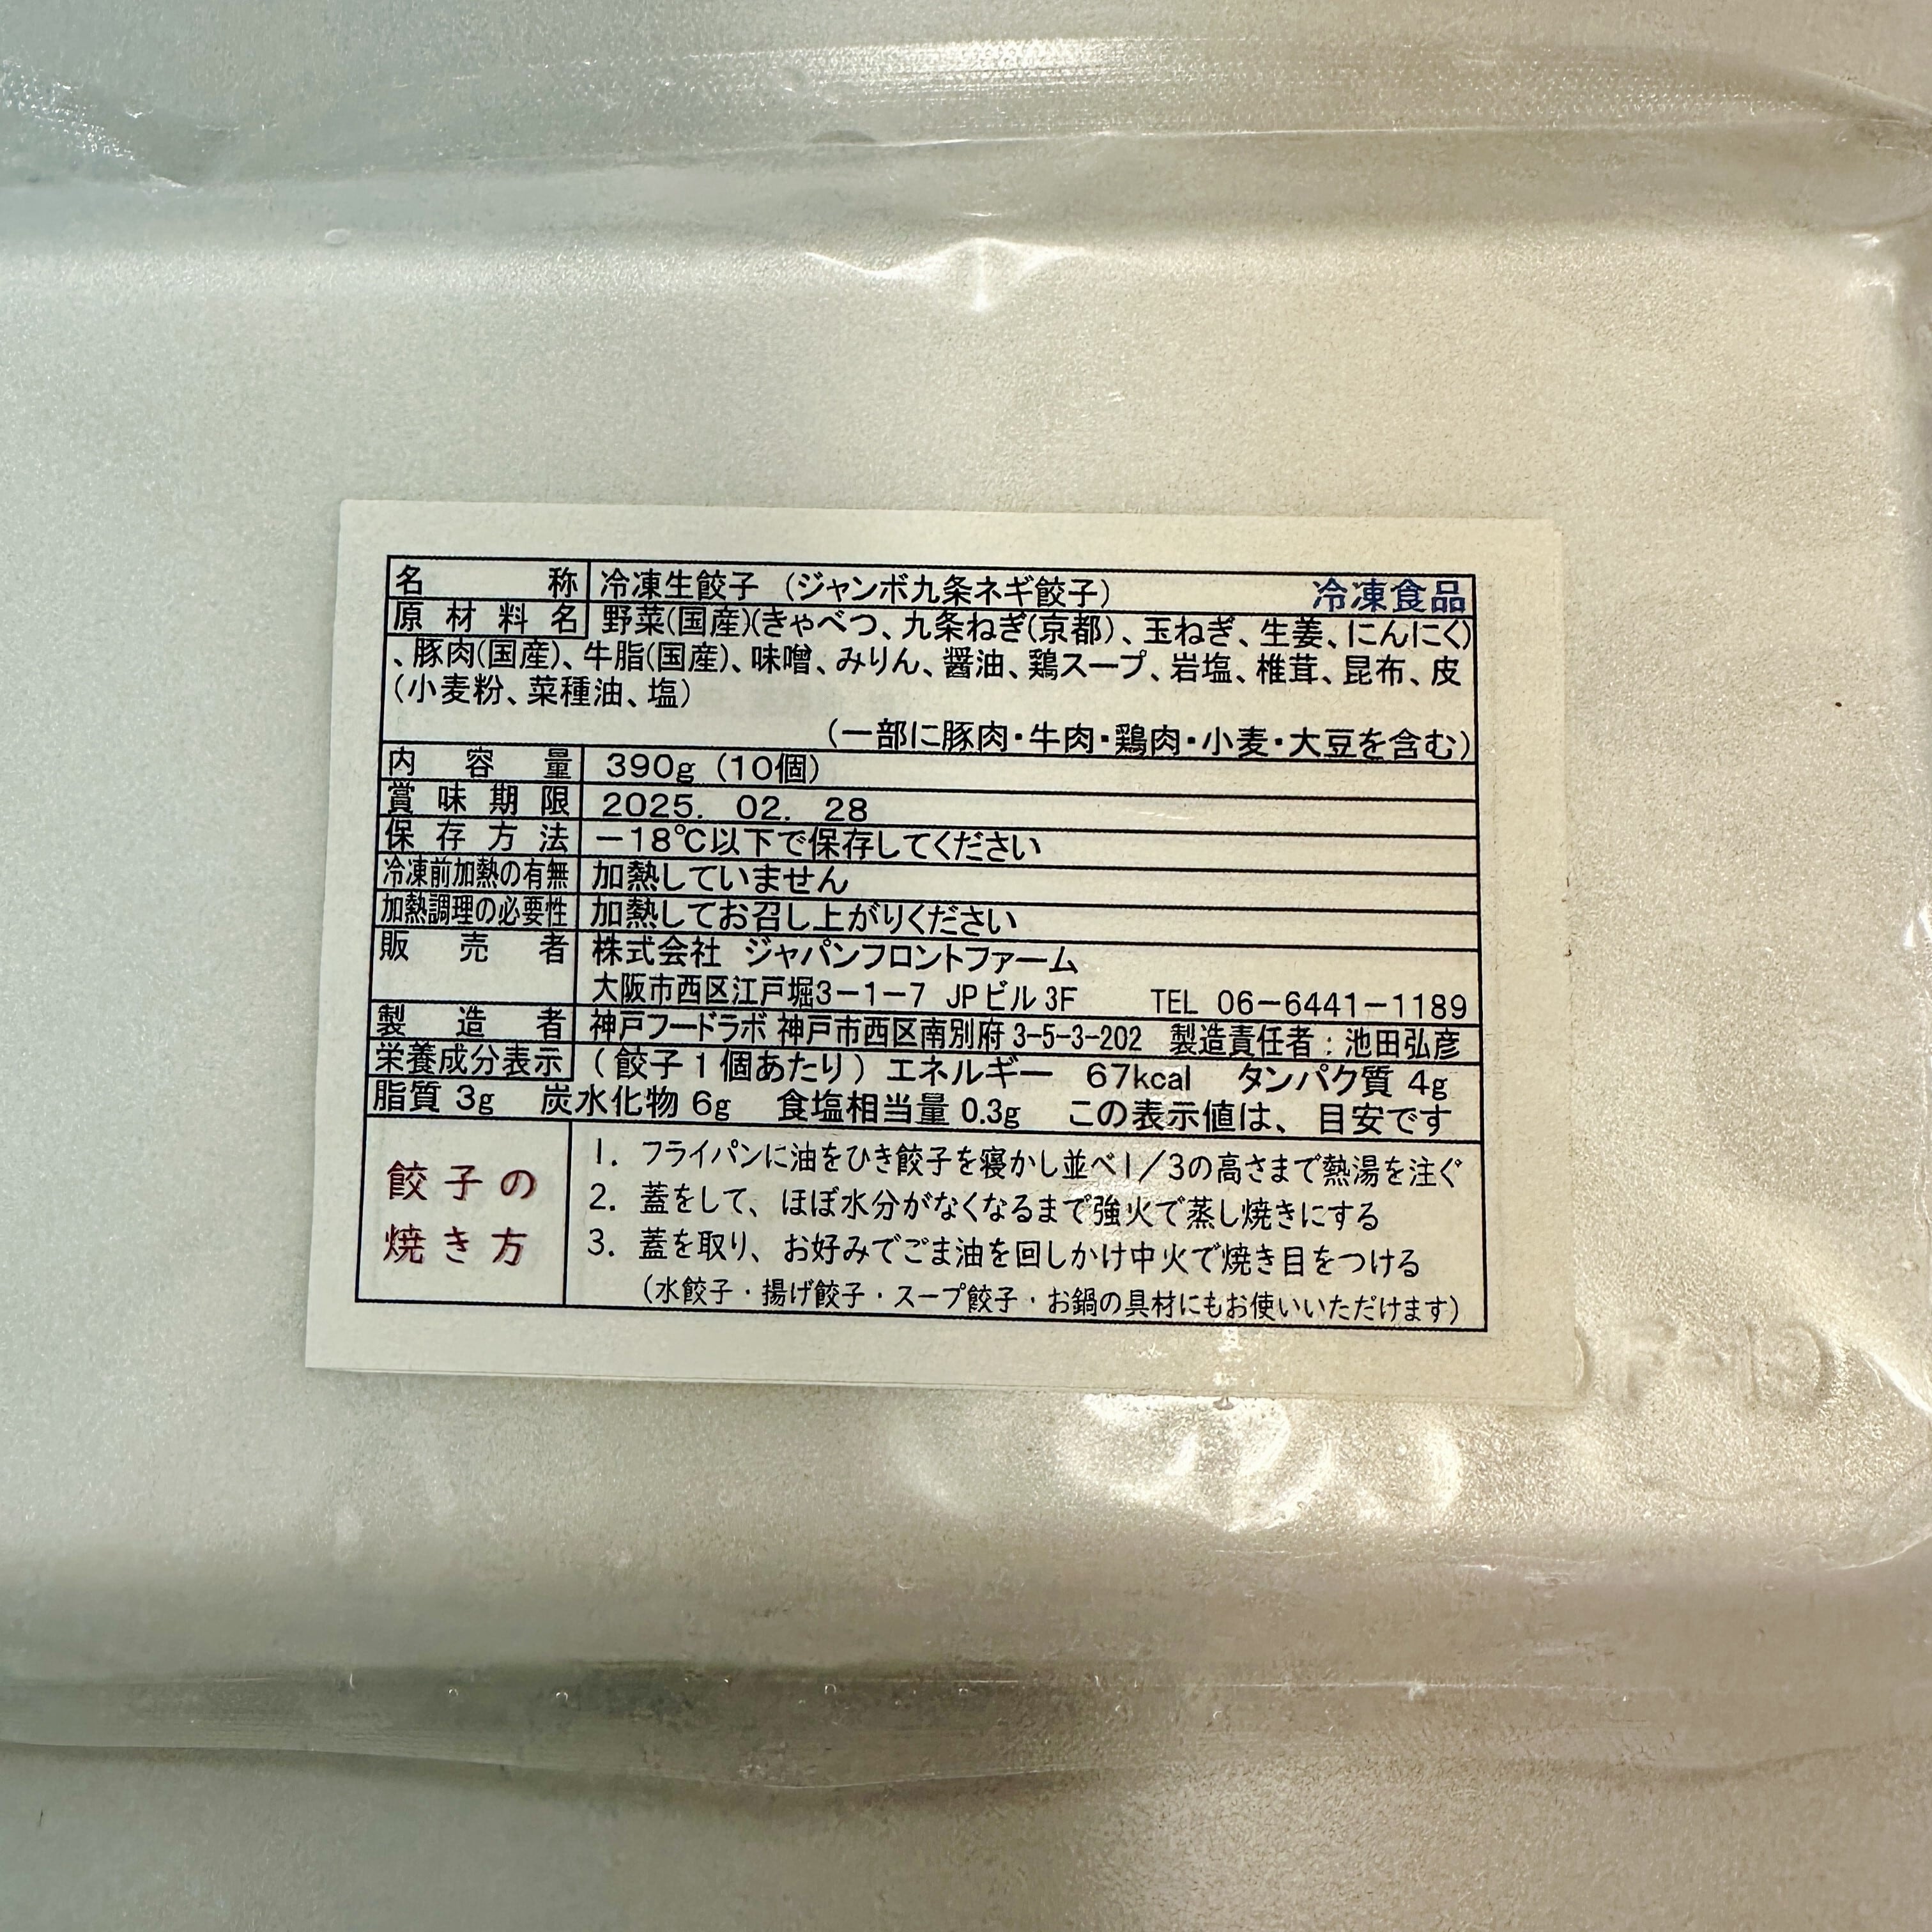 名称 冷凍生餃子 (ジャンボ九条ネギ餃子) 冷凍食品
原材料名 野菜(国産)(きゃべつ、九条ねぎ(京都)、玉ねぎ、生姜、にんにく)
、豚肉(国産)、牛脂(国産)、味噌、みりん、醤油、鶏スープ、岩塩、椎茸、昆布、皮
(小麦粉、菜種油、塩)
(一部に豚肉・牛肉・鶏肉・小麦・大豆を含む)
内容量 390g (10個)
賞味期限 2025. 02. 28
保存方法 −18℃以下で保存してください
冷凍前加熱の有無 加熱していません
加熱調理の必要性 加熱してお召し上がりください
販売者 株式会社 ジャパンフロントファーム
大阪市西区江戸堀3−1−7 JPビル 3F TEL 06−6441−1189
製造者 神戸フードラボ 神戸市西区南別府 3-5-3-202 製造責任者:池田弘彦
栄養成分表示 (餃子1個あたり) エネルギー 67kcal タンパク質 4g
脂質 3g 炭水化物 6g 食塩相当量 0.3g この表示値は、目安です
餃子の
焼き方
1. フライパンに油をひき餃子を寝かし並べ1/3の高さまで熱湯を注ぐ
2. 蓋をして、ほぼ水分がなくなるまで強火で蒸し焼きにする
3. 蓋を取り、お好みでごま油を回しかけ中火で焼き目をつける
(水餃子・揚げ餃子・スープ餃子・お鍋の具材にもお使いいただけます)